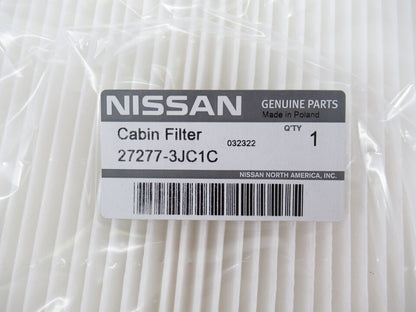 NISSAN
GENUINE PARTS
Made in Poland
Cabin Filter
032322
Q'TY
1
27277-3JC1C
NISSAN NORTH AMERICA, INC.